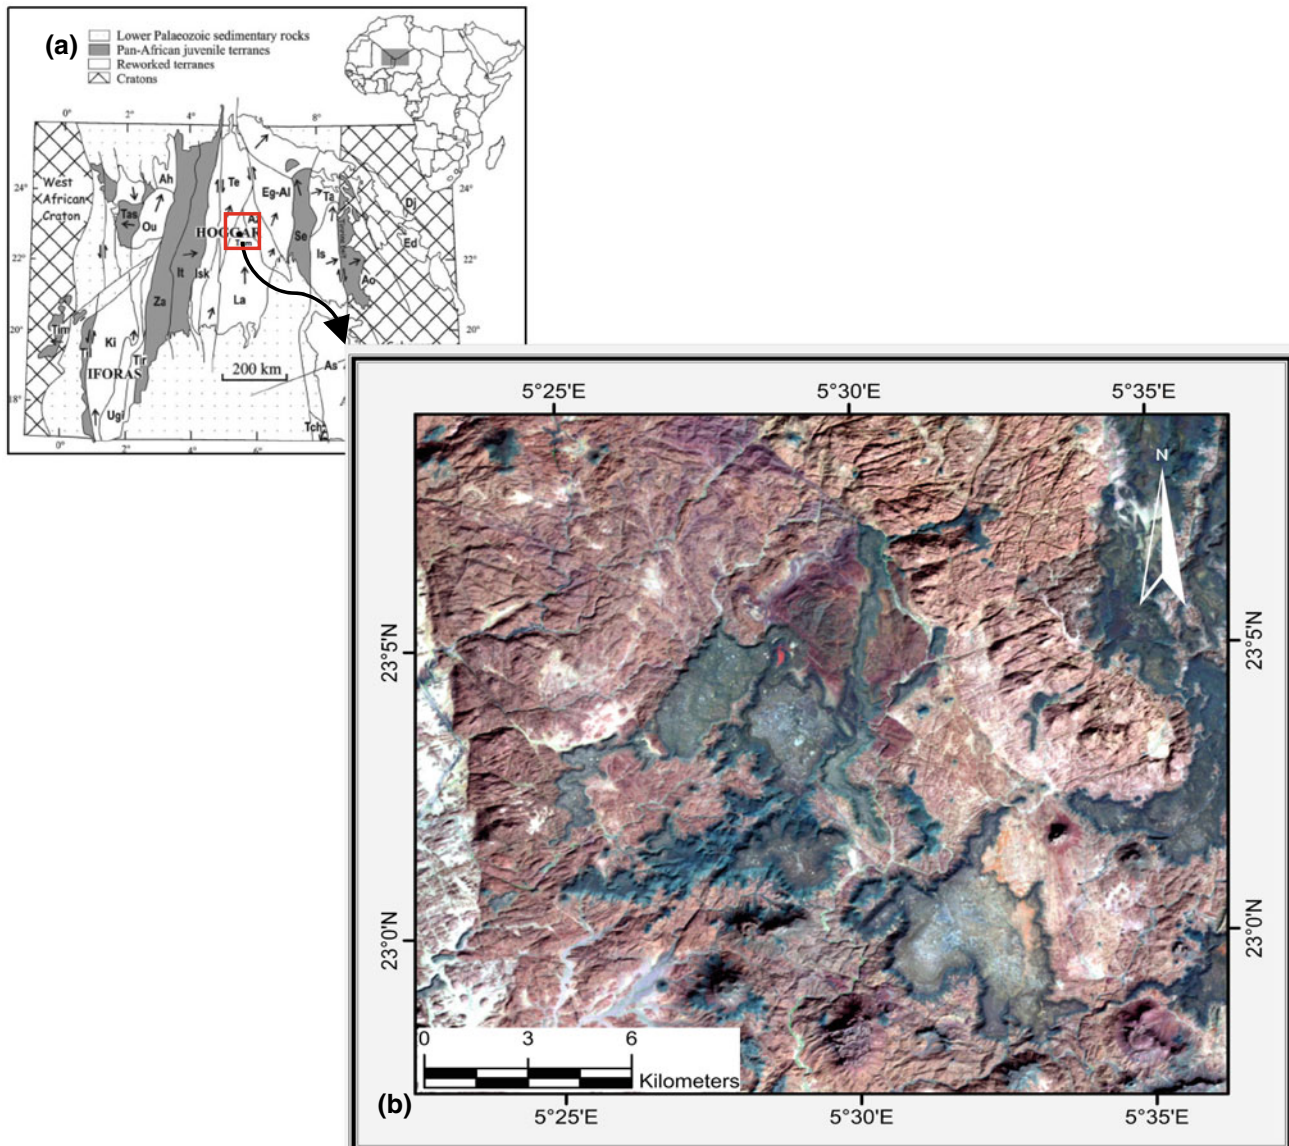 (a)
Lower Palaeozoic sedimentary rocks
Pan-African juvenile terranes
Reworked terranes
Cratons
0° 2° 4° 8°
24° 24°
22° 22°
20° 20°
18°
0° 2° 4° 6°
West
African
Craton
Ah
Te
Eg-Al
Ta
Dj
Tas
Ou
HOGGAR
Az
Tam
Se
Is
Ed
It
Isk
Ao
Za
La
Tim
Til
Ki
Tir
IFORAS
200 km
As
Ugi
Tch
5°25'E 5°30'E 5°35'E
N
23°5'N 23°5'N
23°0'N 23°0'N
0 3 6
Kilometers
(b)
5°25'E 5°30'E 5°35'E